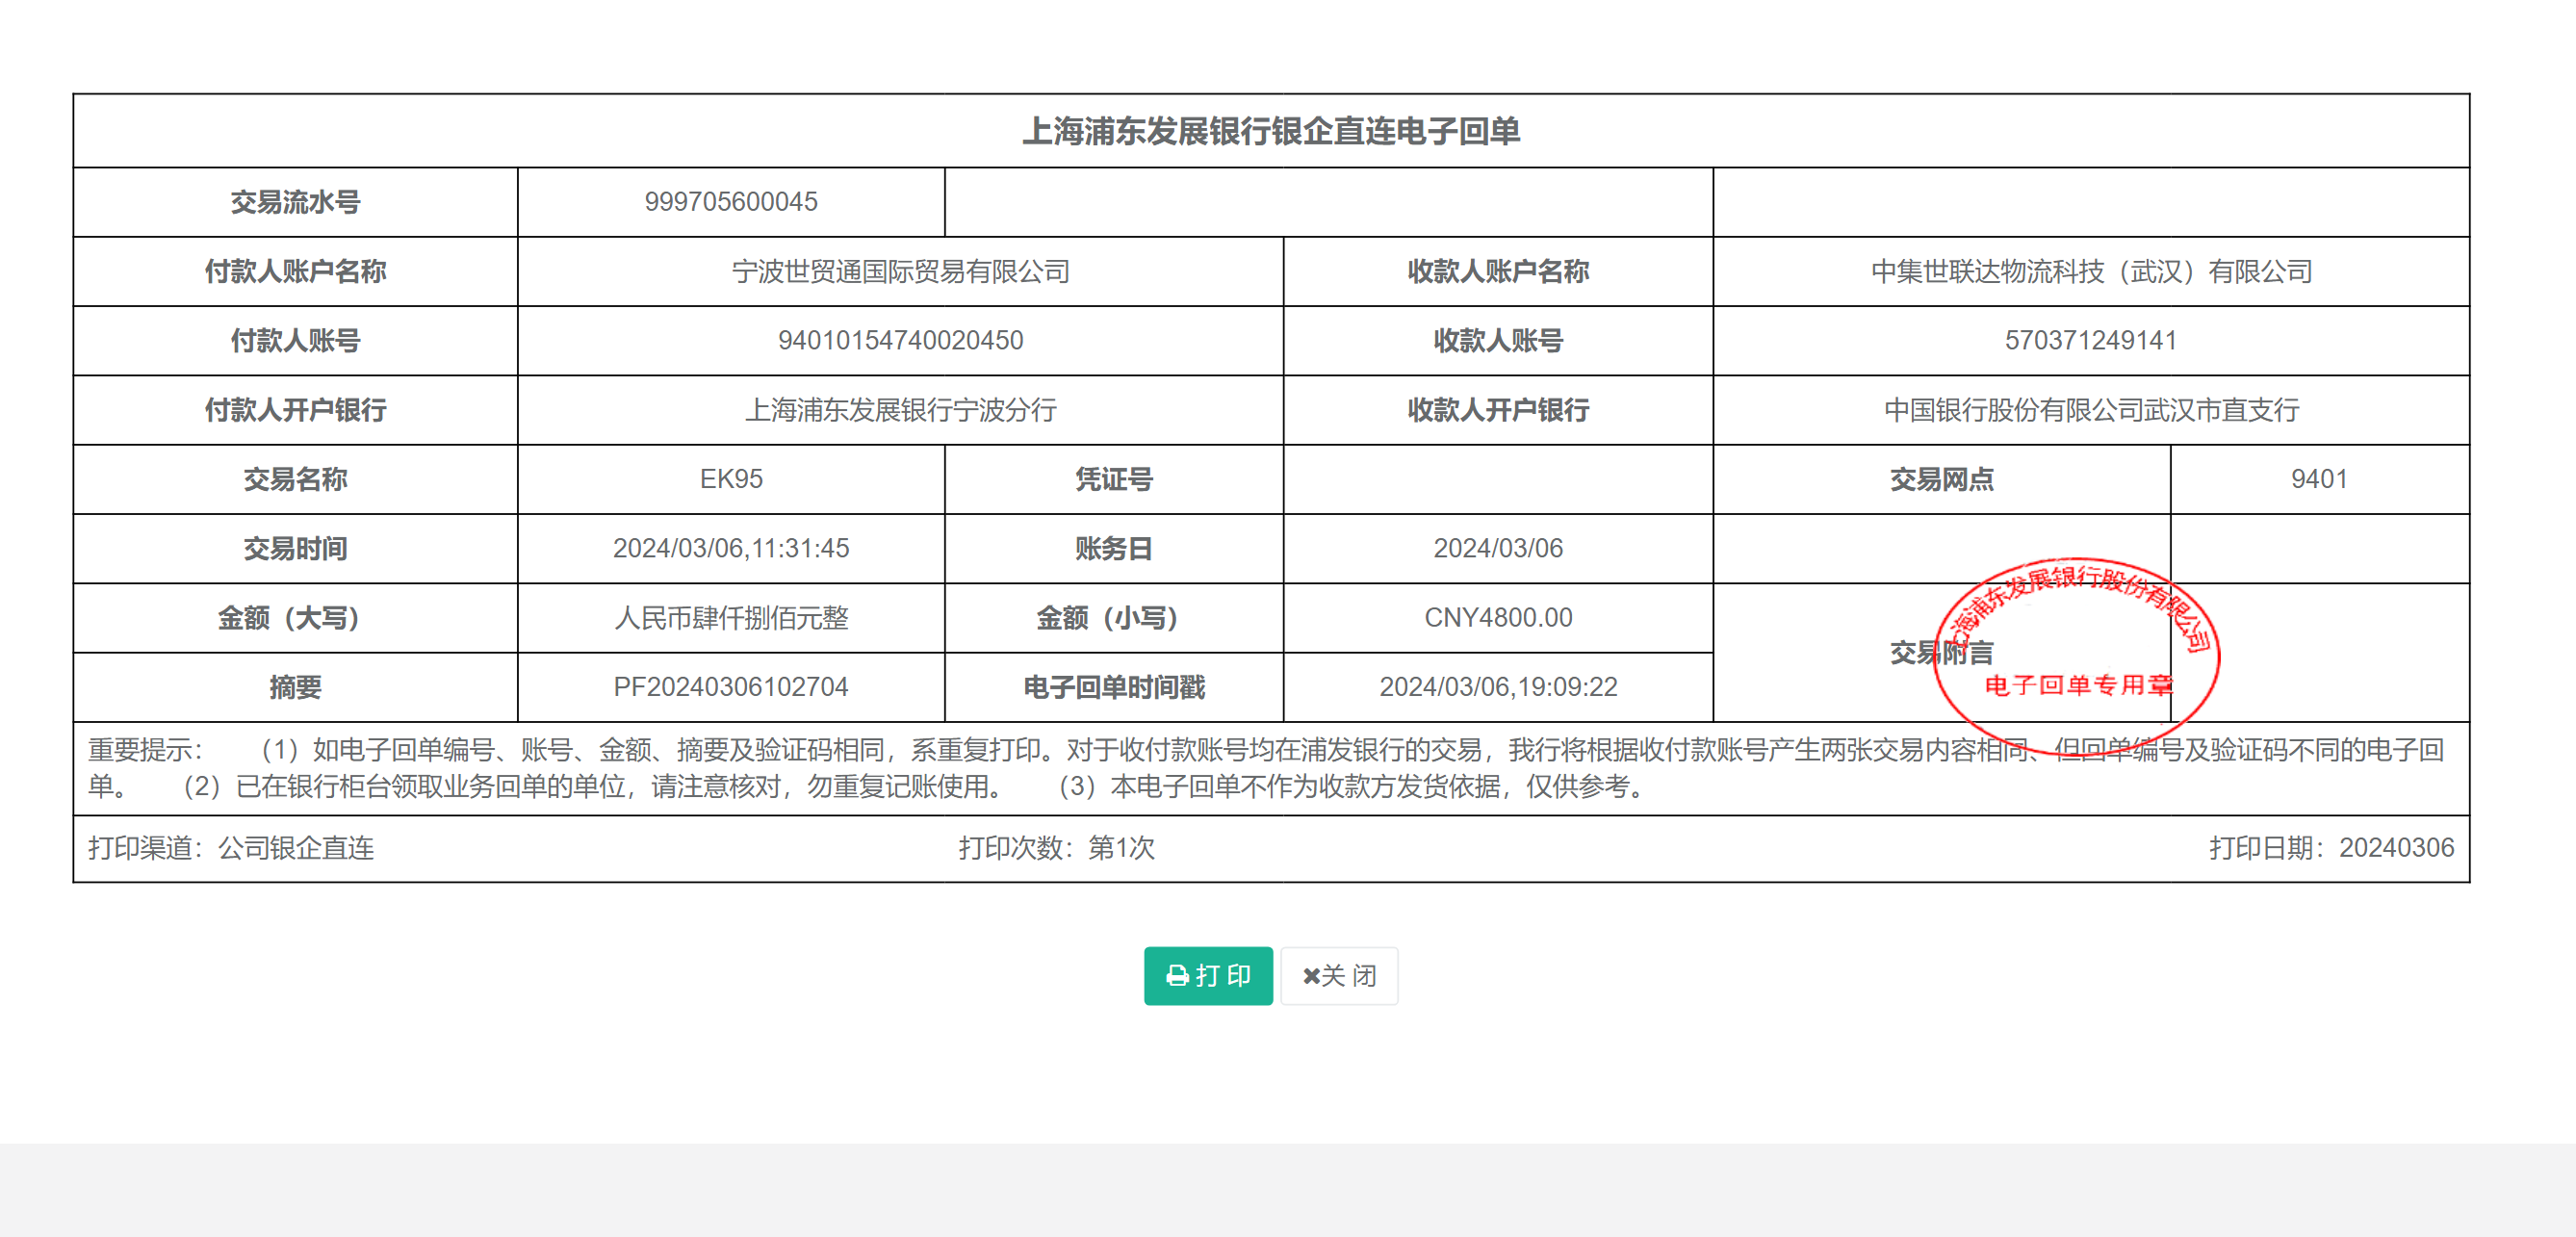 上海浦东发展银行银企直连电子回单
交易流水号 999705600045
付款人账户名称 宁波世贸通国际贸易有限公司 收款人账户名称 中集世联达物流科技（武汉）有限公司
付款人账号 94010154740020450 收款人账号 570371249141
付款人开户银行 上海浦东发展银行宁波分行 收款人开户银行 中国银行股份有限公司武汉市直支行
交易名称 EK95 凭证号 交易网点 9401
交易时间 2024/03/06,11:31:45 账务日 2024/03/06
上海浦东发展银行股份有限公司
金额（大写） 人民币肆仟捌佰元整 金额（小写） CNY4800.00
交易附言
电子回单专用章
摘要 PF20240306102704 电子回单时间戳 2024/03/06,19:09:22
重要提示： （1）如电子回单编号、账号、金额、摘要及验证码相同，系重复打印。对于收付款账号均在浦发银行的交易，我行将根据收付款账号产生两张交易内容相同、但回单编号及验证码不同的电子回
单。 （2）已在银行柜台领取业务回单的单位，请注意核对，勿重复记账使用。 （3）本电子回单不作为收款方发货依据，仅供参考。
打印渠道：公司银企直连 打印次数：第1次 打印日期：20240306
打 印 关 闭